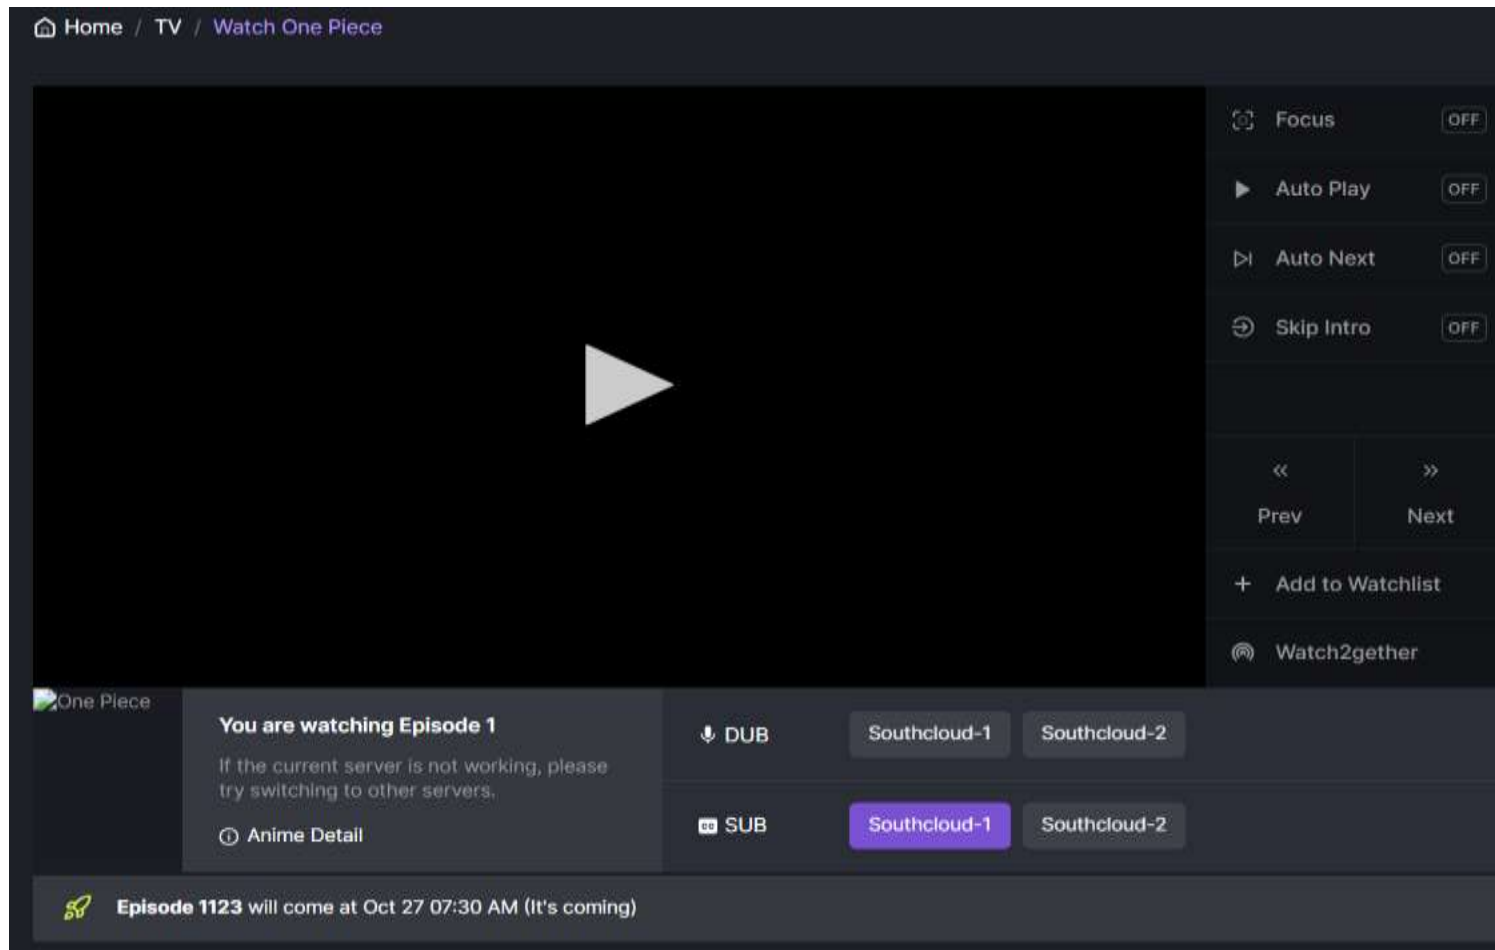 Home / TV / Watch One Piece
Focus OFF
Auto Play OFF
Auto Next OFF
Skip Intro OFF
« »
Prev Next
+ Add to Watchlist
Watch2gether
One Piece
You are watching Episode 1
If the current server is not working, please
try switching to other servers.
Anime Detail
DUB Southcloud-1 Southcloud-2
cc SUB Southcloud-1 Southcloud-2
Episode 1123 will come at Oct 27 07:30 AM (It's coming)